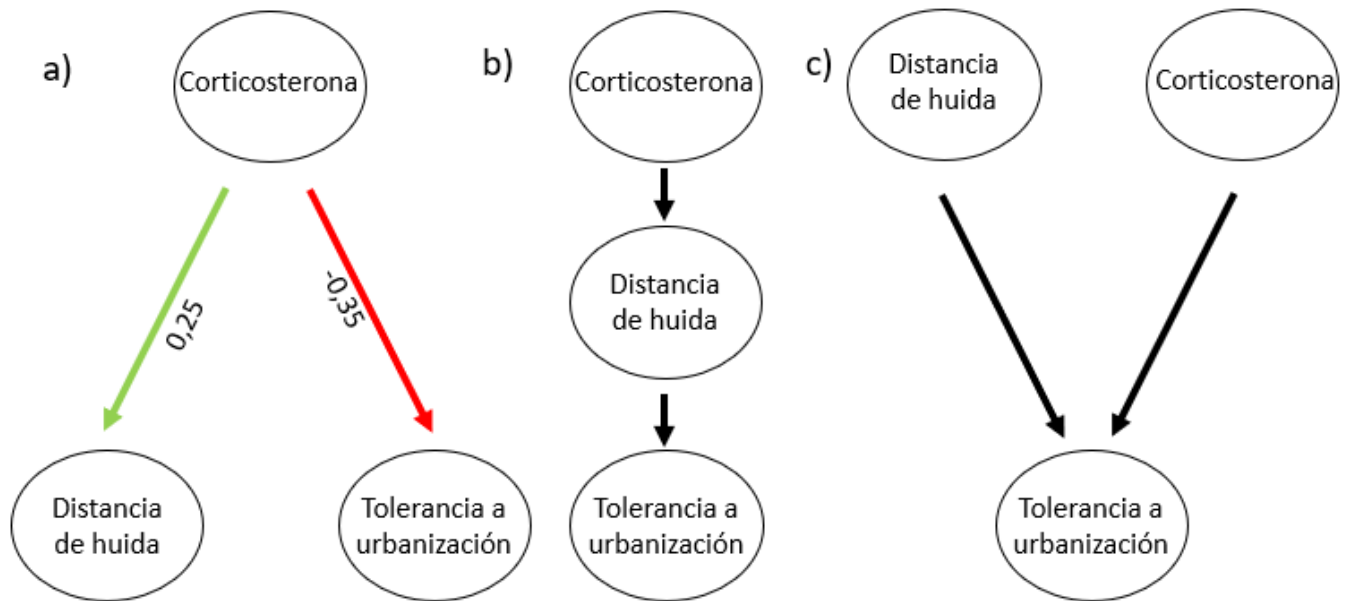 a)
Corticosterona
0,25
-0,35
Distancia
de huida
Tolerancia a
urbanización
b)
Corticosterona
Distancia
de huida
Tolerancia a
urbanización
c)
Distancia
de huida
Corticosterona
Tolerancia a
urbanización